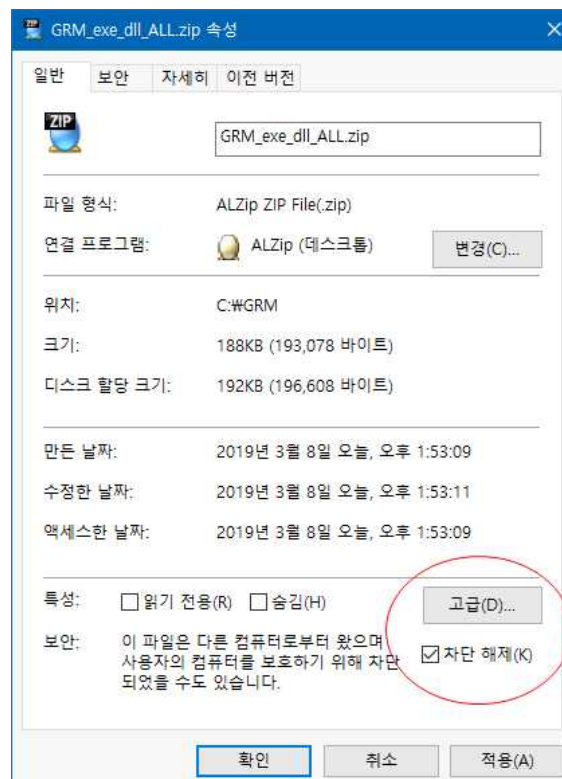 GRM_exe_dll_ALL.zip 속성
일반 보안 자세히 이전 버전
ZIP
GRM_exe_dll_ALL.zip
파일 형식: ALZip ZIP File(.zip)
연결 프로그램: ALZip (데스크톱) 변경(C)...
위치: C:₩GRM
크기: 188KB (193,078 바이트)
디스크 할당 크기: 192KB (196,608 바이트)
만든 날짜: 2019년 3월 8일 오늘, 오후 1:53:09
수정한 날짜: 2019년 3월 8일 오늘, 오후 1:53:11
액세스한 날짜: 2019년 3월 8일 오늘, 오후 1:53:09
특성: 읽기 전용(R) 숨김(H) 고급(D)...
보안: 이 파일은 다른 컴퓨터로부터 왔으며
사용자의 컴퓨터를 보호하기 위해 차단 차단 해제(K)
되었을 수도 있습니다.
확인 취소 적용(A)